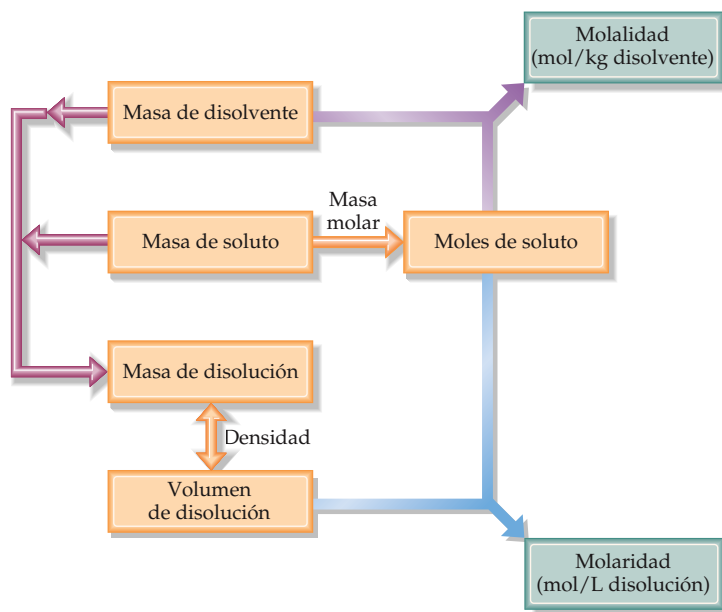 Molalidad
(mol/kg disolvente)
Masa de disolvente
Masa
molar
Masa de soluto
Moles de soluto
Masa de disolución
Densidad
Volumen
de disolución
Molaridad
(mol/L disolución)